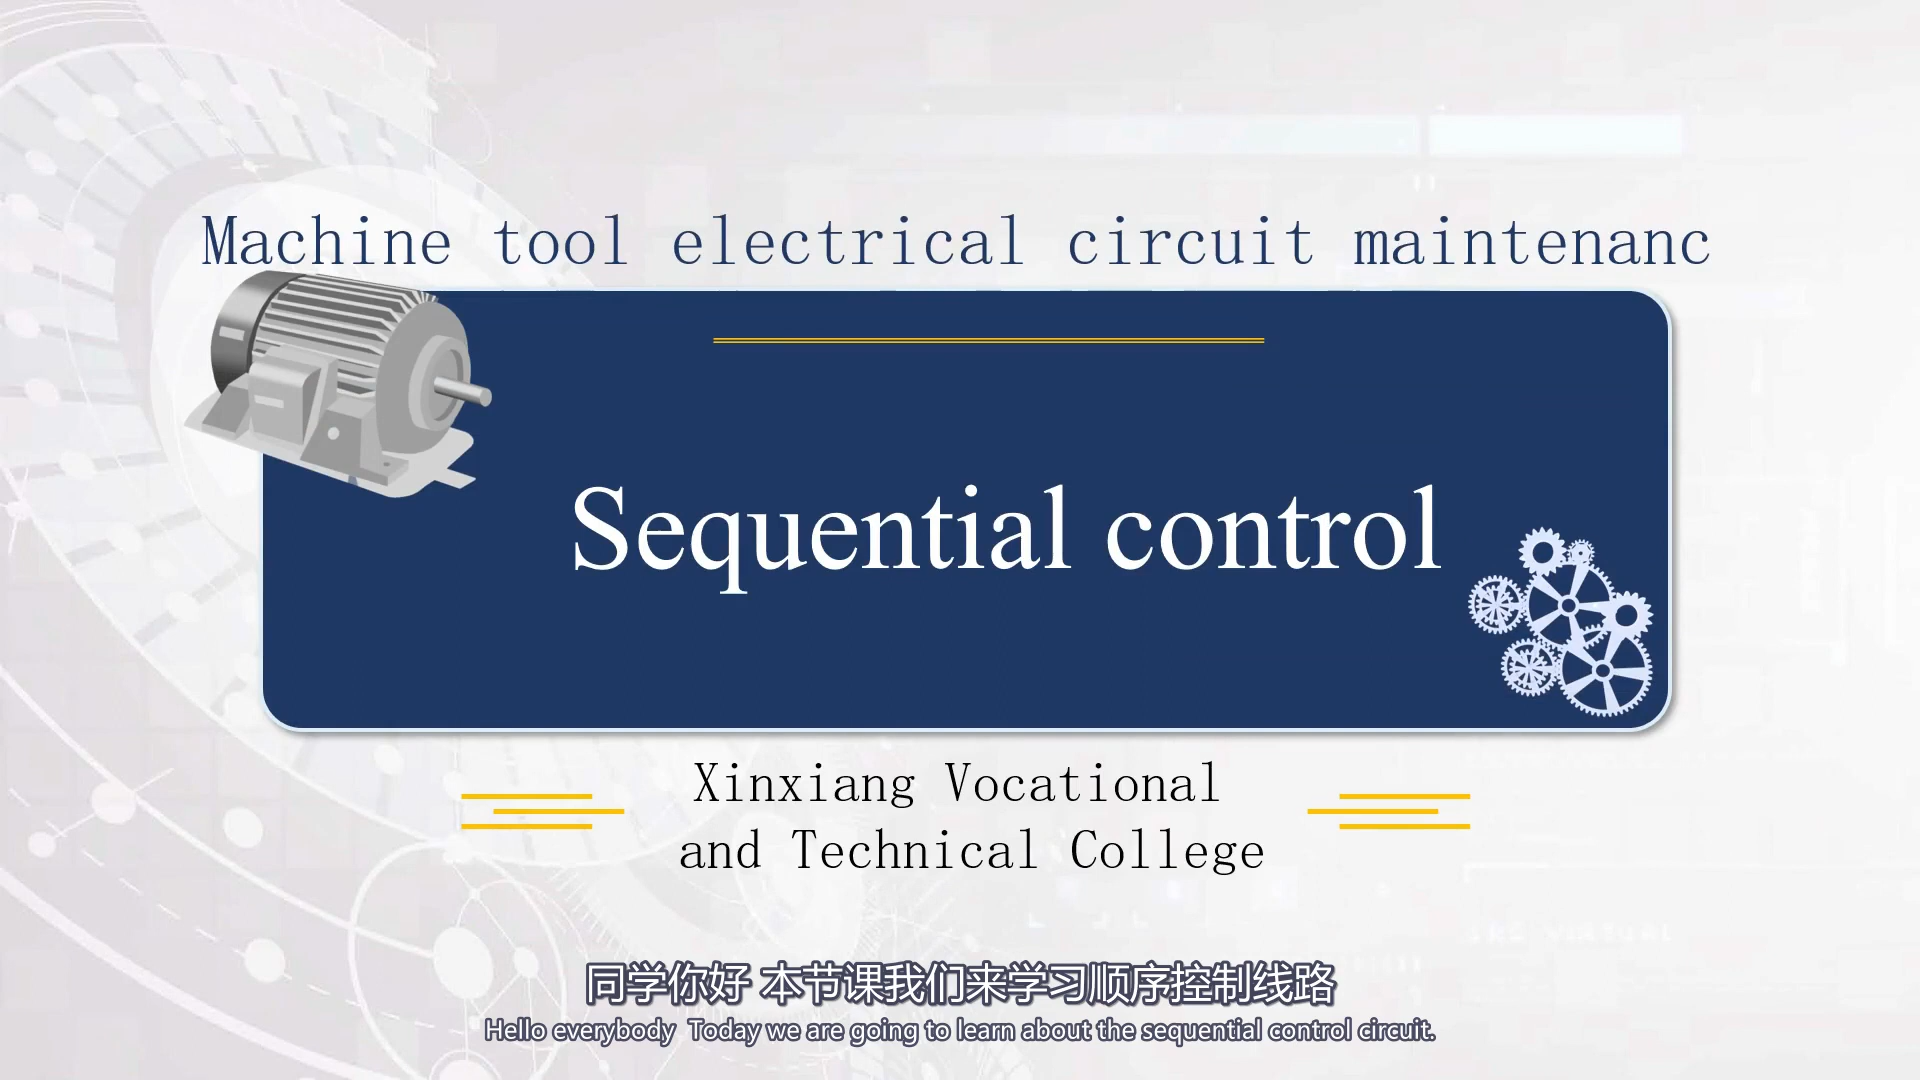 Machine tool electrical circuit maintenanc
Sequential control
Xinxiang Vocational
and Technical College
同学你好 本节课我们来学习顺序控制线路
Hello everybody  Today we are going to learn about the sequential control circuit.